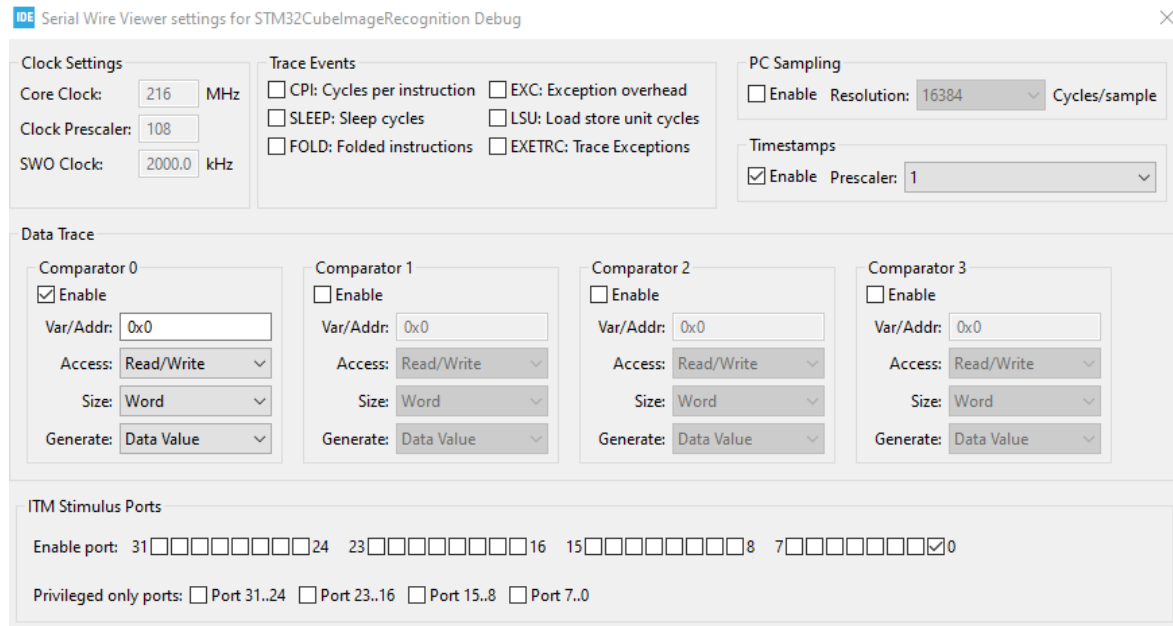 IDE Serial Wire Viewer settings for STM32CubeImageRecognition Debug
Clock Settings
Core Clock: 216 MHz
Clock Prescaler: 108
SWO Clock: 2000.0 kHz
Trace Events
CPI: Cycles per instruction EXC: Exception overhead
SLEEP: Sleep cycles LSU: Load store unit cycles
FOLD: Folded instructions EXETRC: Trace Exceptions
PC Sampling
Enable Resolution: 16384 Cycles/sample
Timestamps
Enable Prescaler: 1
Data Trace
Comparator 0
Enable
Var/Addr: 0x0
Access: Read/Write
Size: Word
Generate: Data Value
Comparator 1
Enable
Var/Addr: 0x0
Access: Read/Write
Size: Word
Generate: Data Value
Comparator 2
Enable
Var/Addr: 0x0
Access: Read/Write
Size: Word
Generate: Data Value
Comparator 3
Enable
Var/Addr: 0x0
Access: Read/Write
Size: Word
Generate: Data Value
ITM Stimulus Ports
Enable port: 31 24 23 16 15 8 7 0
Privileged only ports: Port 31..24 Port 23..16 Port 15..8 Port 7..0